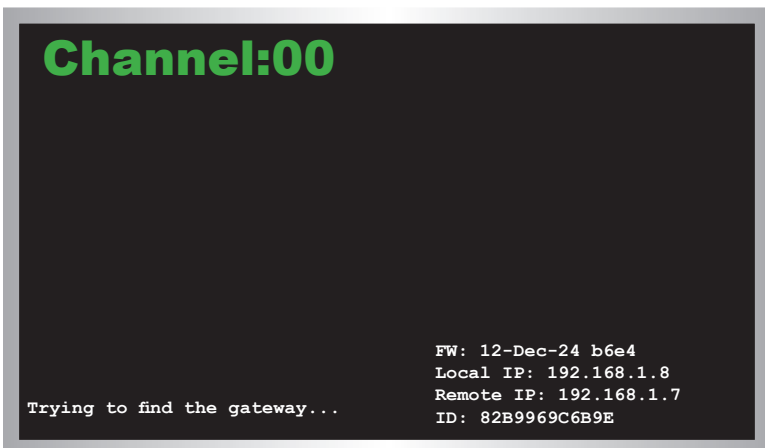 Channel:00
FW: 12-Dec-24 b6e4
Local IP: 192.168.1.8
Remote IP: 192.168.1.7
Trying to find the gateway...
ID: 82B9969C6B9E